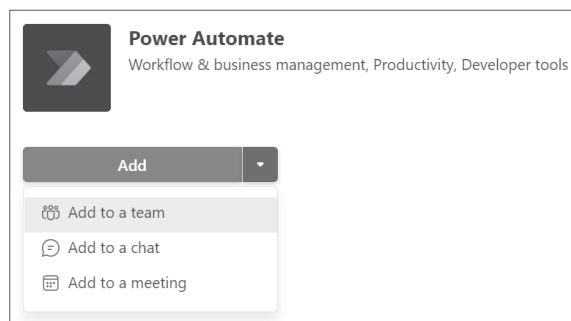 Power Automate
Workflow & business management, Productivity, Developer tools
Add
Add to a team
Add to a chat
Add to a meeting